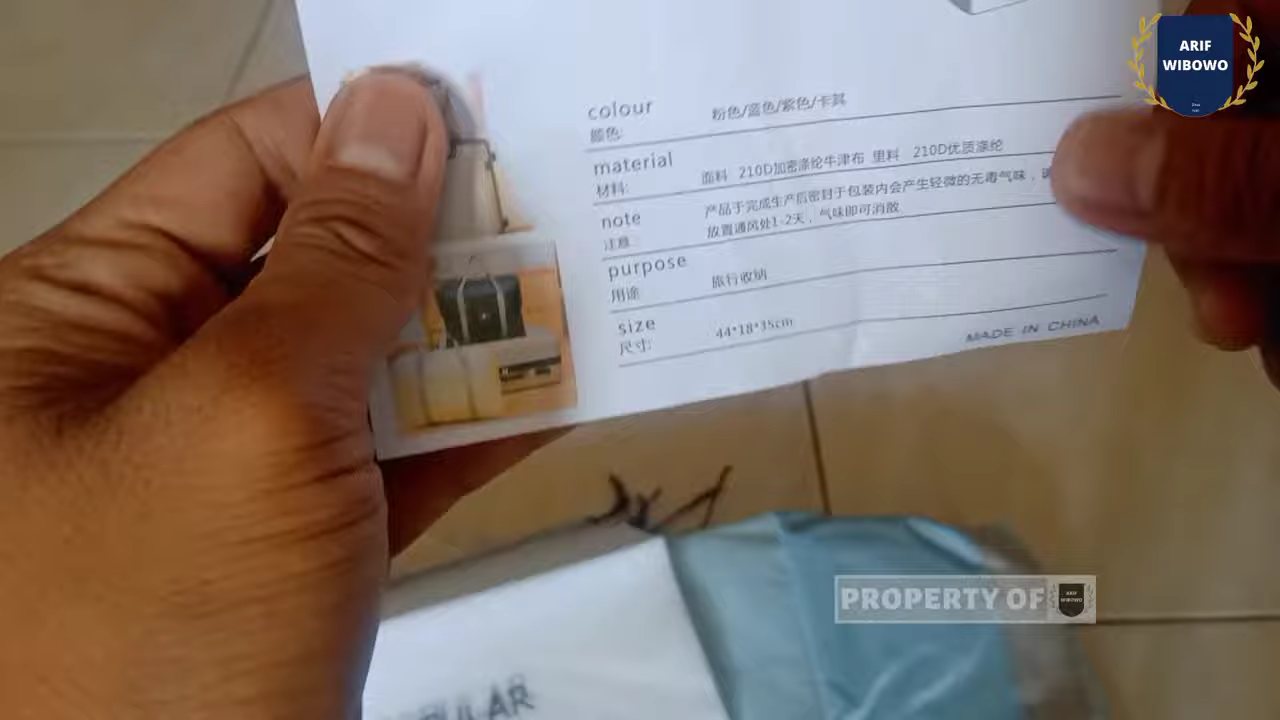 ARIF
WIBOWO
colour
颜色:
粉色/蓝色/紫色/卡其
material
材料:
面料 210D加密涤纶牛津布 里料 210D优质涤纶
note
注意:
产品于完成生产后密封于包装内会产生轻微的无毒气味，请
放置通风处1-2天，气味即可消散
purpose
用途
旅行收纳
size
尺寸:
44*18*35cm
MADE IN CHINA
PROPERTY OF
ARIF
WIBOWO
ULAR